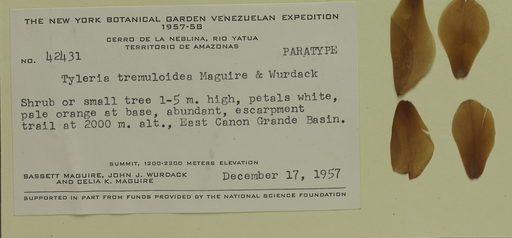 THE NEW YORK BOTANICAL GARDEN VENEZUELAN EXPEDITION
1957-58
CERRO DE LA NEBLINA, RIO YATUA
TERRITORIO DE AMAZONAS
NO. 42431 PARATYPE
Tyleria tremuloidea Maguire & Wurdack
Shrub or small tree 1-5 m. high, petals white,
pale orange at base, abundant, escarpment
trail at 2000 m. alt., East Canon Grande Basin.
SUMMIT, 1200-2200 METERS ELEVATION
BASSETT MAGUIRE, JOHN J. WURDACK
AND CELIA K. MAGUIRE December 17, 1957
SUPPORTED IN PART FROM FUNDS PROVIDED BY THE NATIONAL SCIENCE FOUNDATION